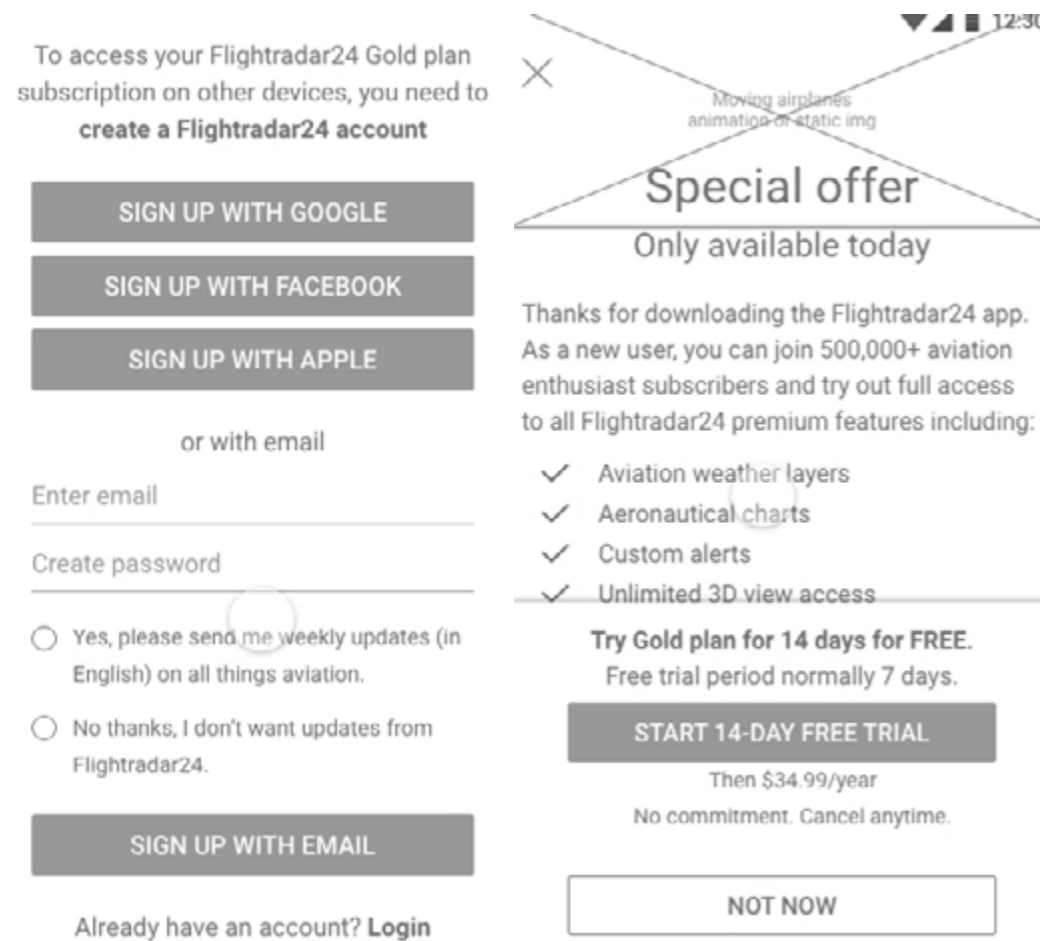 To access your Flightradar24 Gold plan
subscription on other devices, you need to
create a Flightradar24 account
SIGN UP WITH GOOGLE
SIGN UP WITH FACEBOOK
SIGN UP WITH APPLE
or with email
Enter email
Create password
Yes, please send me weekly updates (in
English) on all things aviation.
No thanks, I don't want updates from
Flightradar24.
SIGN UP WITH EMAIL
Already have an account? Login
12:30
Moving airplanes
animation or static img
Special offer
Only available today
Thanks for downloading the Flightradar24 app.
As a new user, you can join 500,000+ aviation
enthusiast subscribers and try out full access
to all Flightradar24 premium features including:
Aviation weather layers
Aeronautical charts
Custom alerts
Unlimited 3D view access
Try Gold plan for 14 days for FREE.
Free trial period normally 7 days.
START 14-DAY FREE TRIAL
Then $34.99/year
No commitment. Cancel anytime.
NOT NOW